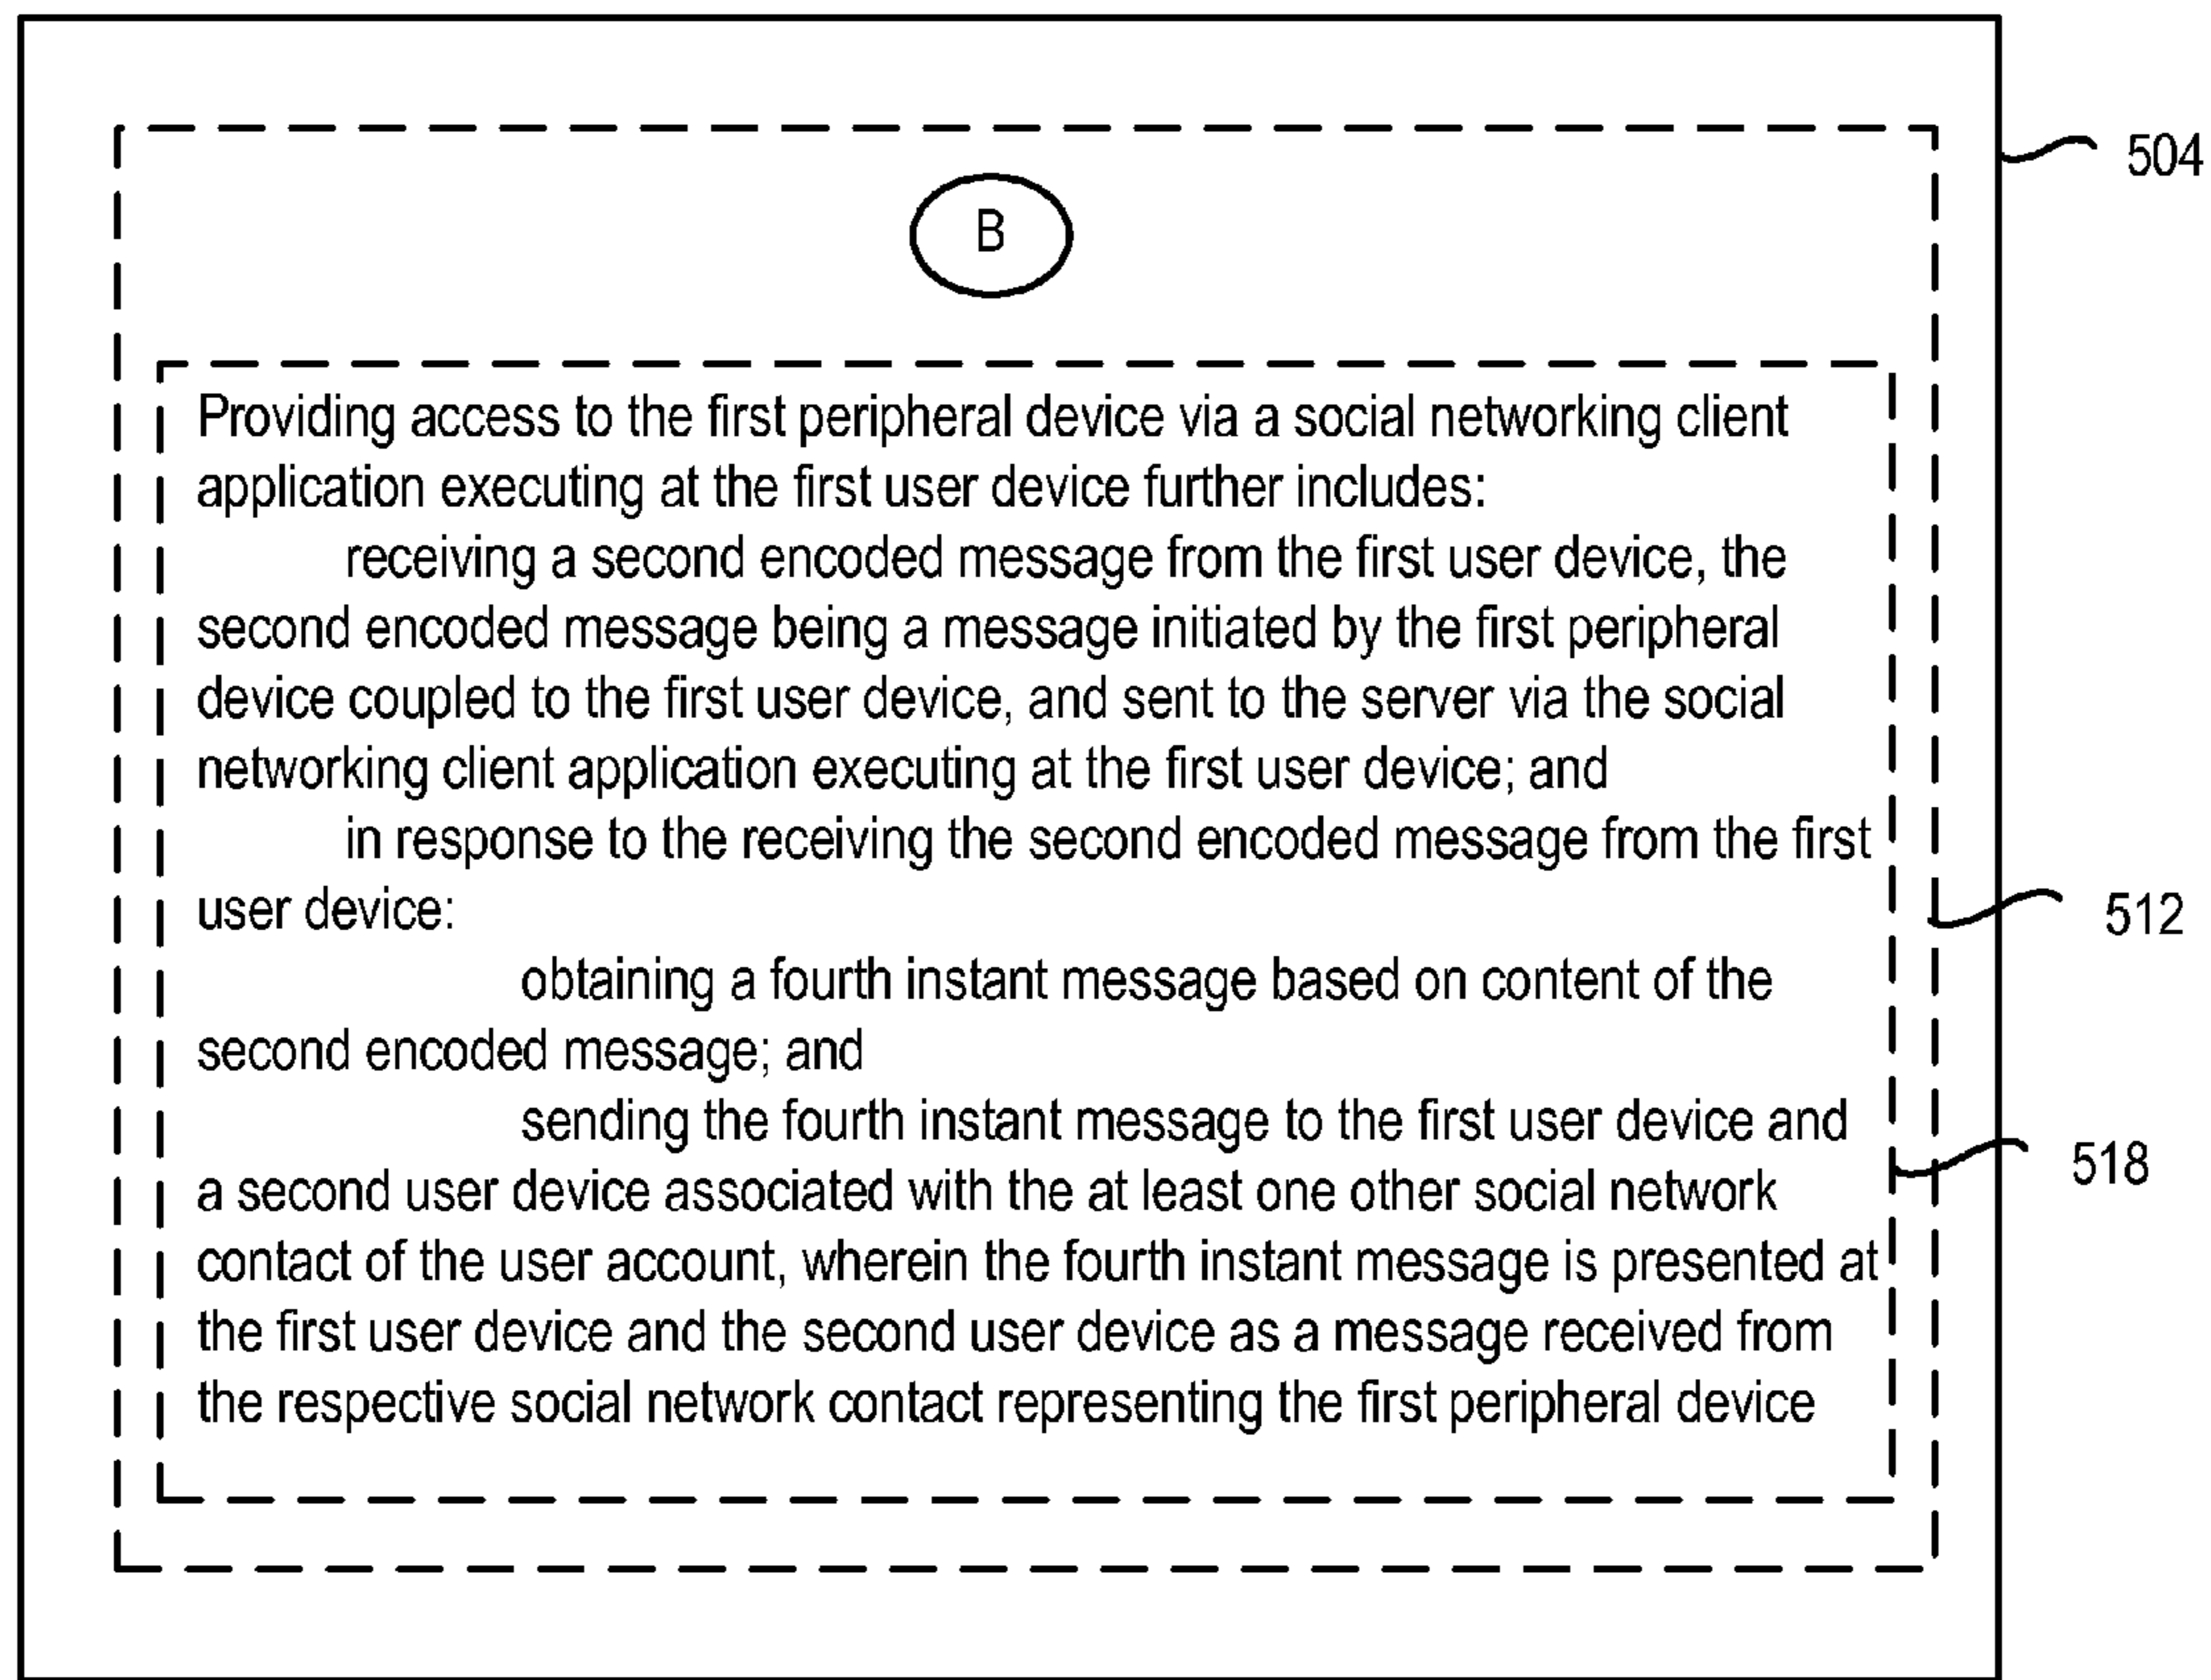 504
B
Providing access to the first peripheral device via a social networking client
application executing at the first user device further includes:
receiving a second encoded message from the first user device, the
second encoded message being a message initiated by the first peripheral
device coupled to the first user device, and sent to the server via the social
networking client application executing at the first user device; and
in response to the receiving the second encoded message from the first
user device:
512
obtaining a fourth instant message based on content of the
second encoded message; and
sending the fourth instant message to the first user device and
518
a second user device associated with the at least one other social network
contact of the user account, wherein the fourth instant message is presented at
the first user device and the second user device as a message received from
the respective social network contact representing the first peripheral device